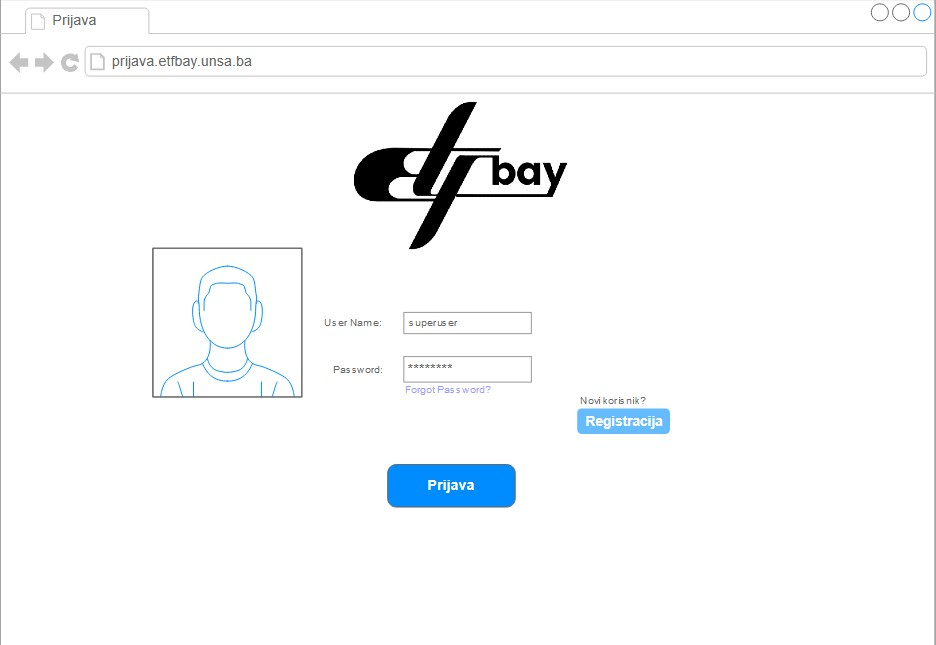 Prijava
prijava.etfbay.unsa.ba
etf bay
User Name:
superuser
Password:
********
Forgot Password?
Novi korisnik?
Registracija
Prijava